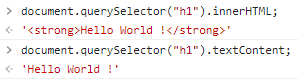 > document.querySelector("h1").innerHTML;
< '<strong>Hello World !</strong>'
> document.querySelector("h1").textContent;
< 'Hello World !'